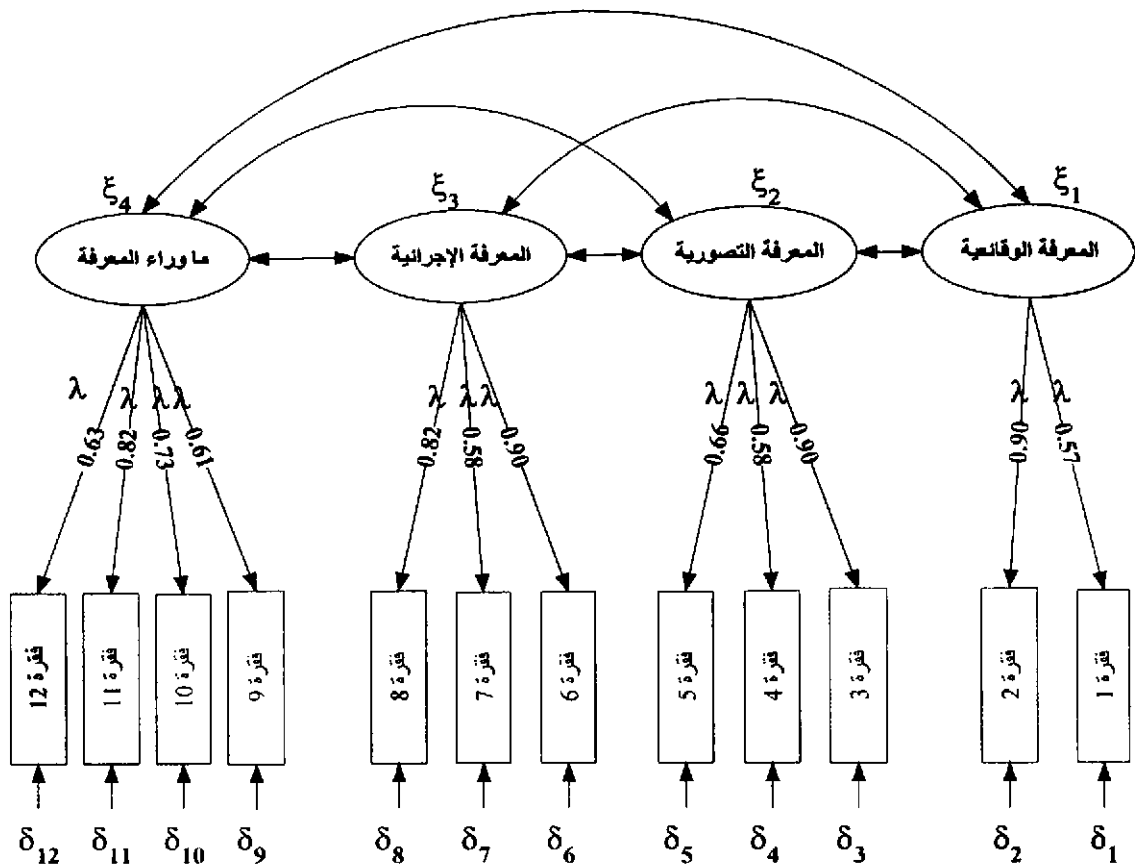 ξ1
ξ2
ξ3
ξ4
المعرفة الوقائعية
المعرفة التصورية
المعرفة الإجرائية
ما وراء المعرفة
λ λ
λ λ λ
λ λ λ
λ λ λ λ
0.57
0.90
0.90
0.58
0.66
0.90
0.58
0.82
0.61
0.73
0.82
0.63
فقرة 1
فقرة 2
فقرة 3
فقرة 4
فقرة 5
فقرة 6
فقرة 7
فقرة 8
فقرة 9
فقرة 10
فقرة 11
فقرة 12
δ1
δ2
δ3
δ4
δ5
δ6
δ7
δ8
δ9
δ10
δ11
δ12